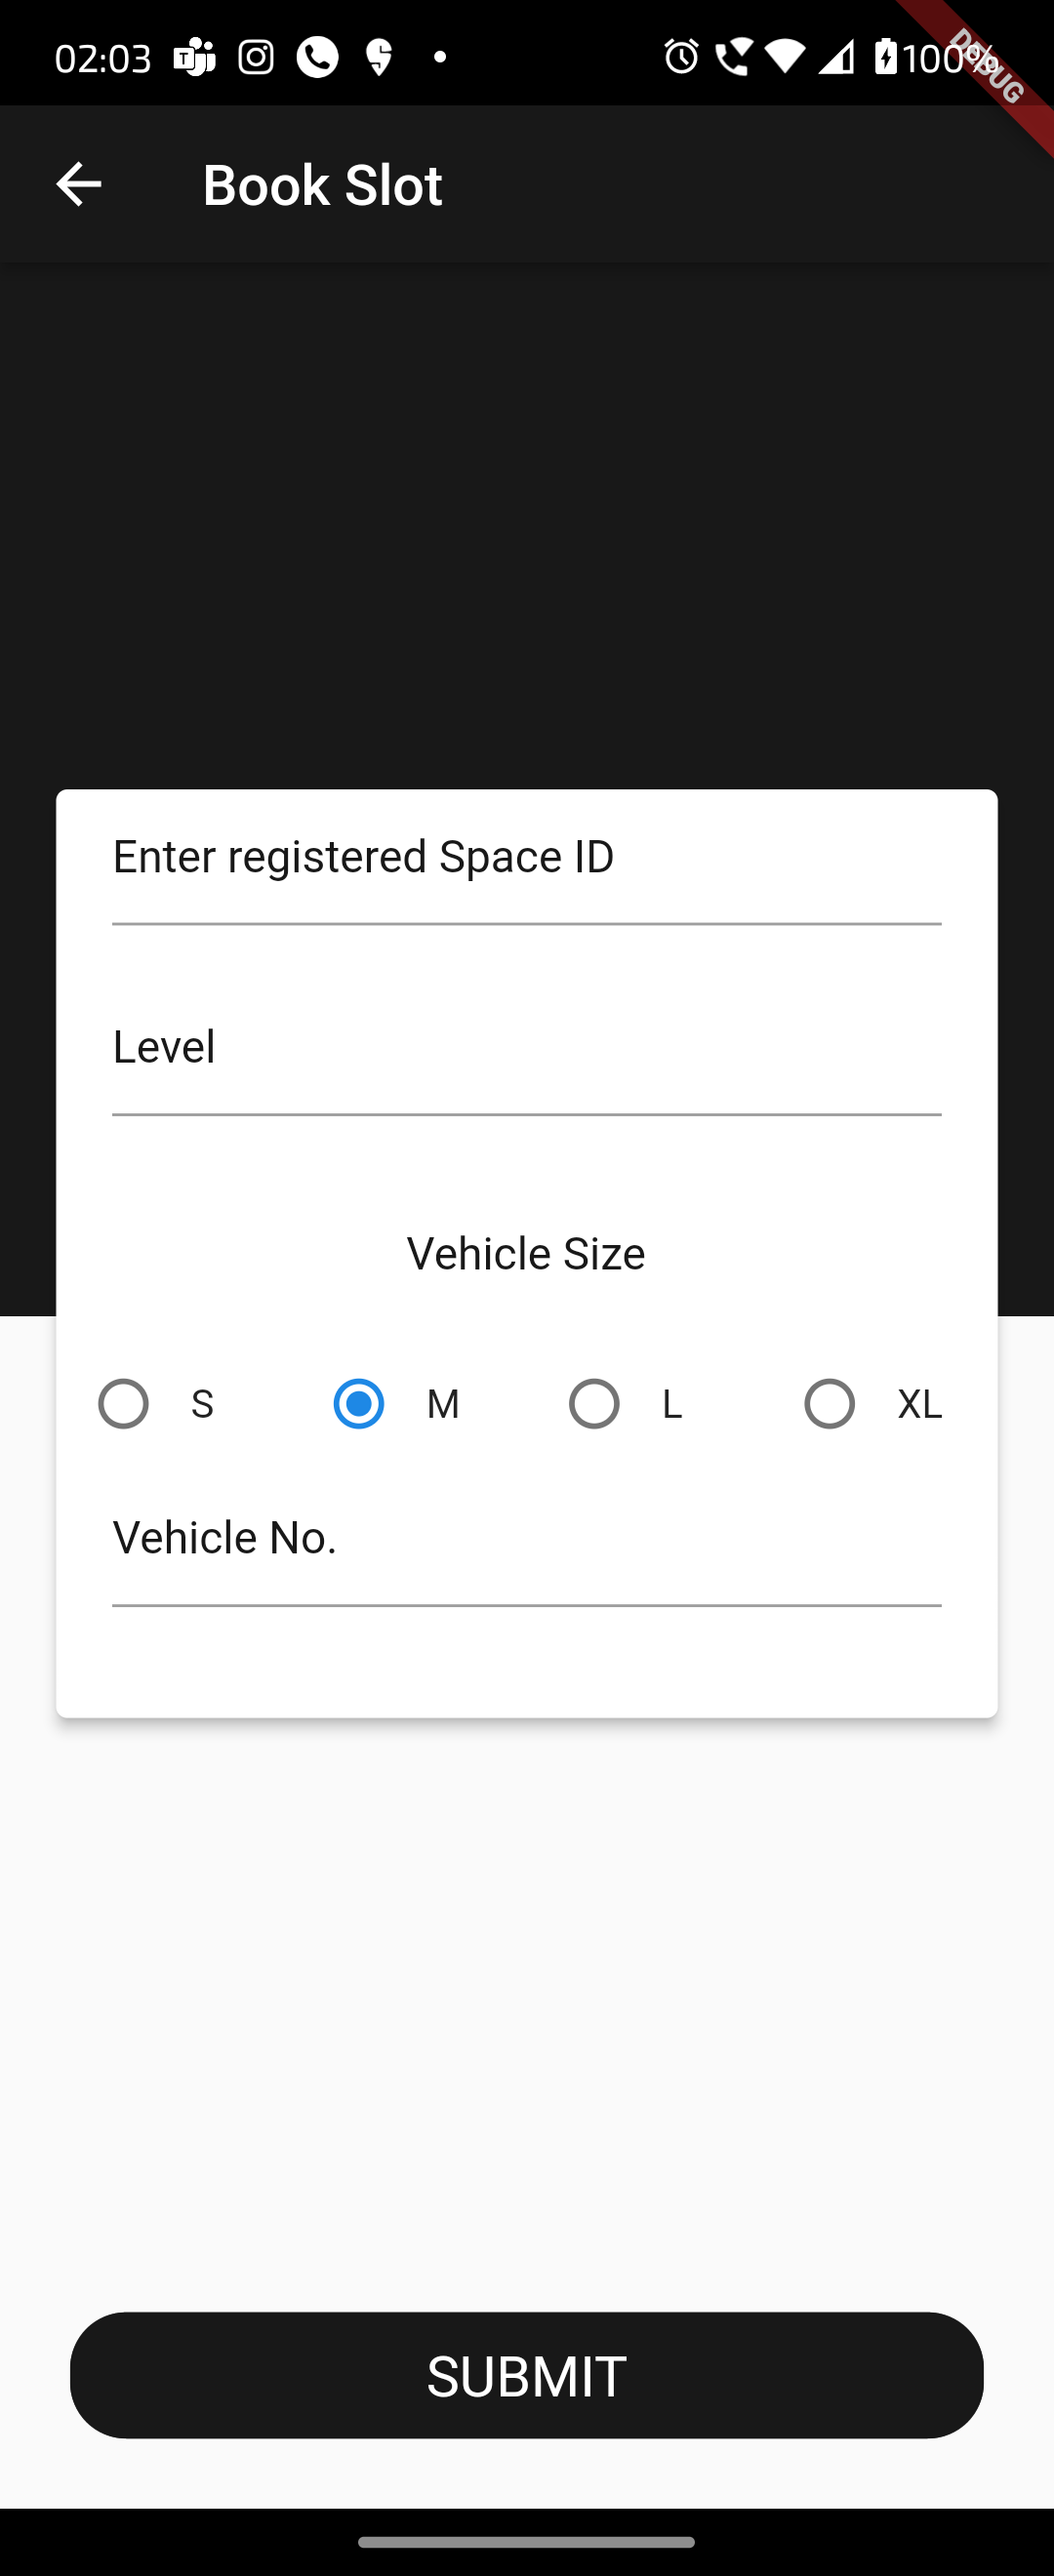 02:03 100%
DEBUG
Book Slot
Enter registered Space ID
Level
Vehicle Size
S M L XL
Vehicle No.
SUBMIT